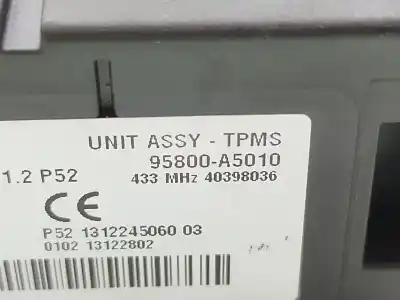 UNIT ASSY - TPMS
95800-A5010
1.2 P52 433 MHz 40398036
CE
P52 1312245060 03
0102 13122802